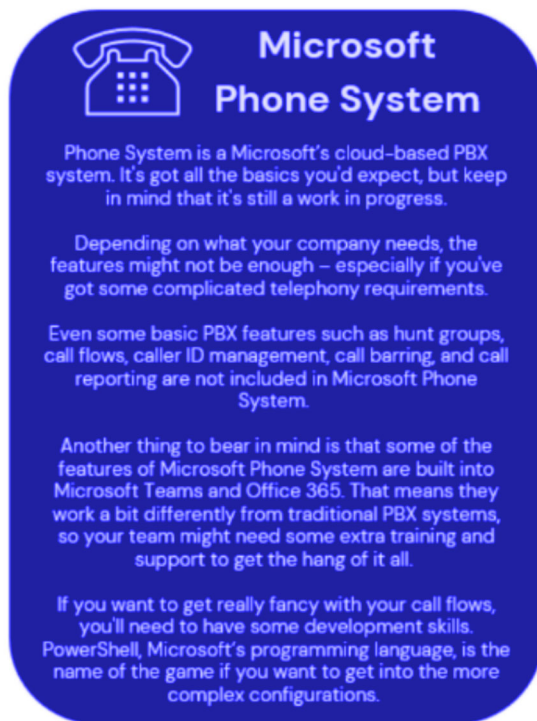 Microsoft
Phone System
Phone System is a Microsoft's cloud-based PBX
system. It's got all the basics you'd expect, but keep
in mind that it's still a work in progress.
Depending on what your company needs, the
features might not be enough – especially if you've
got some complicated telephony requirements.
Even some basic PBX features such as hunt groups,
call flows, caller ID management, call barring, and call
reporting are not included in Microsoft Phone
System.
Another thing to bear in mind is that some of the
features of Microsoft Phone System are built into
Microsoft Teams and Office 365. That means they
work a bit differently from traditional PBX systems,
so your team might need some extra training and
support to get the hang of it all.
If you want to get really fancy with your call flows,
you'll need to have some development skills.
PowerShell, Microsoft's programming language, is the
name of the game if you want to get into the more
complex configurations.